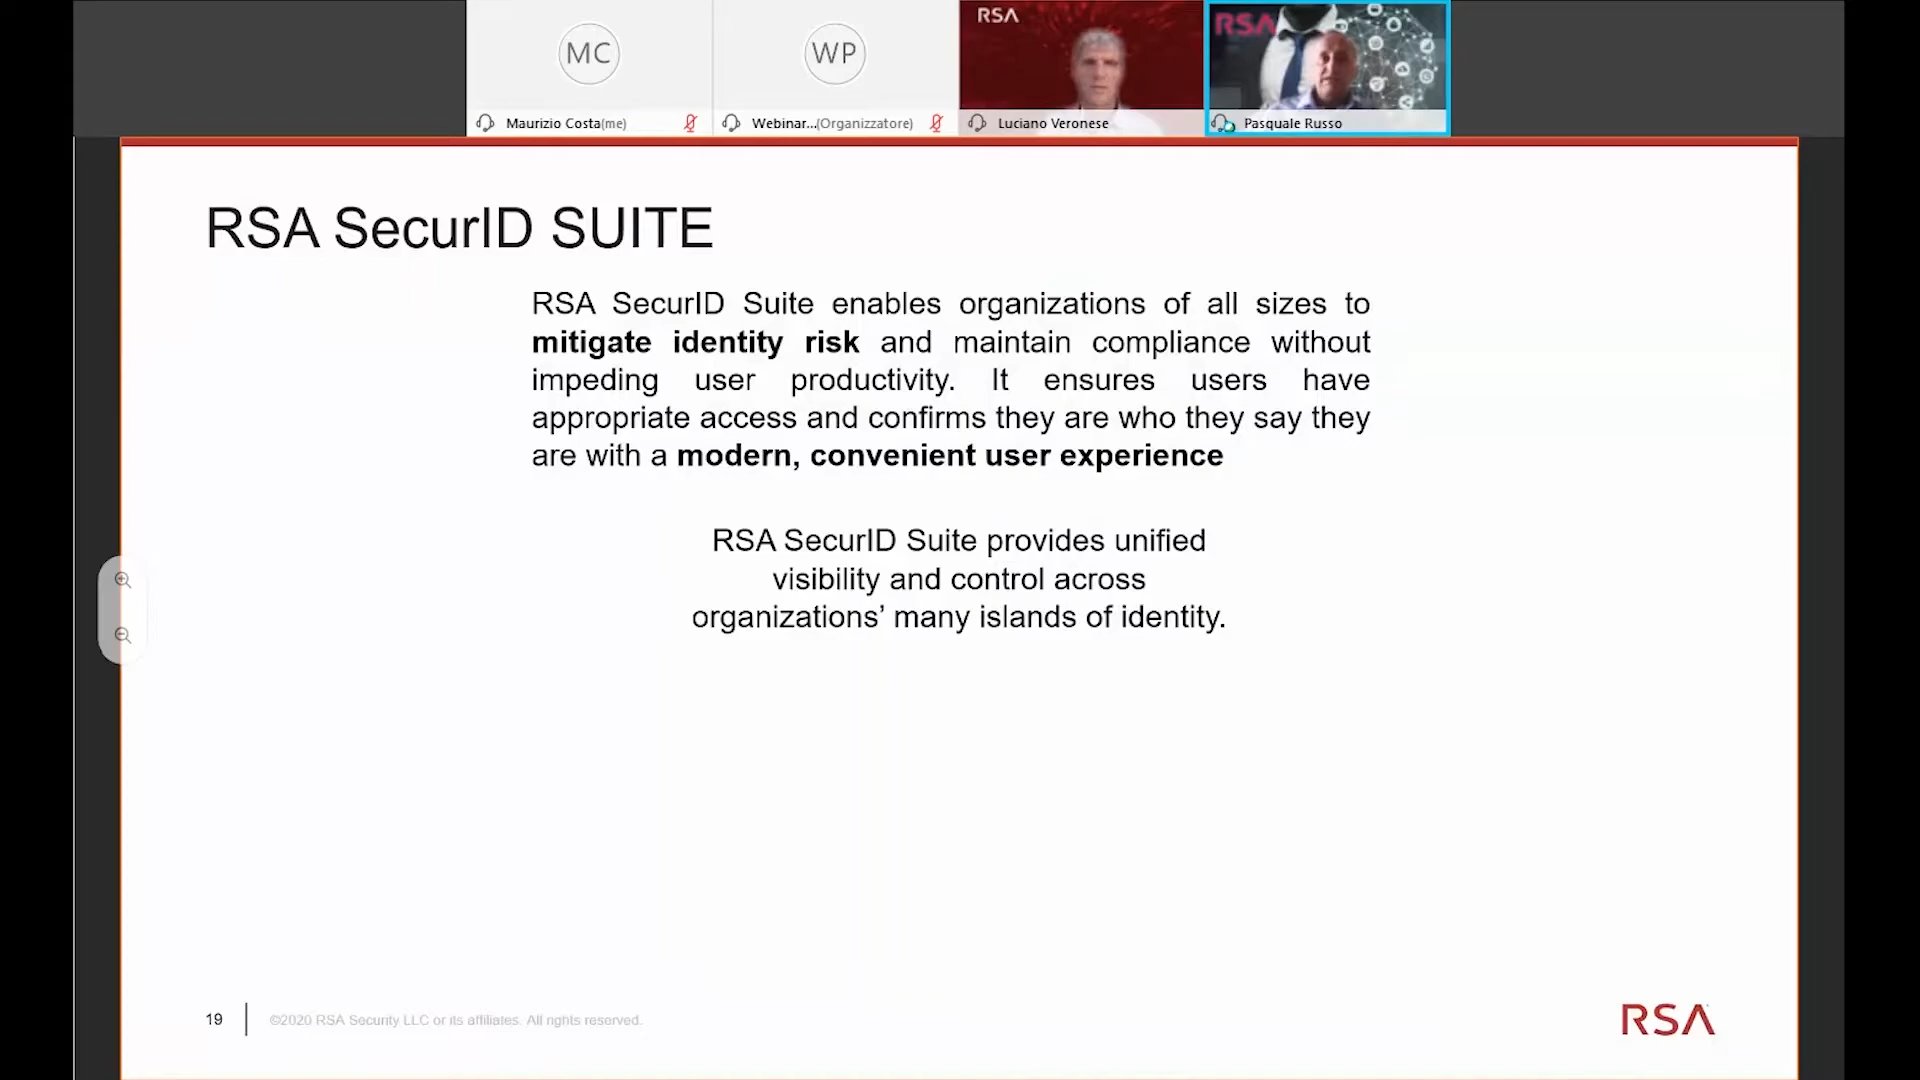 MC
WP
RSA
RSA
Maurizio Costa(me)
Webinar...(Organizzatore)
Luciano Veronese
Pasquale Russo
RSA SecurID SUITE
RSA SecurID Suite enables organizations of all sizes to
mitigate identity risk and maintain compliance without
impeding user productivity. It ensures users have
appropriate access and confirms they are who they say they
are with a modern, convenient user experience
RSA SecurID Suite provides unified
visibility and control across
organizations’ many islands of identity.
19
©2020 RSA Security LLC or its affiliates. All rights reserved.
RSA